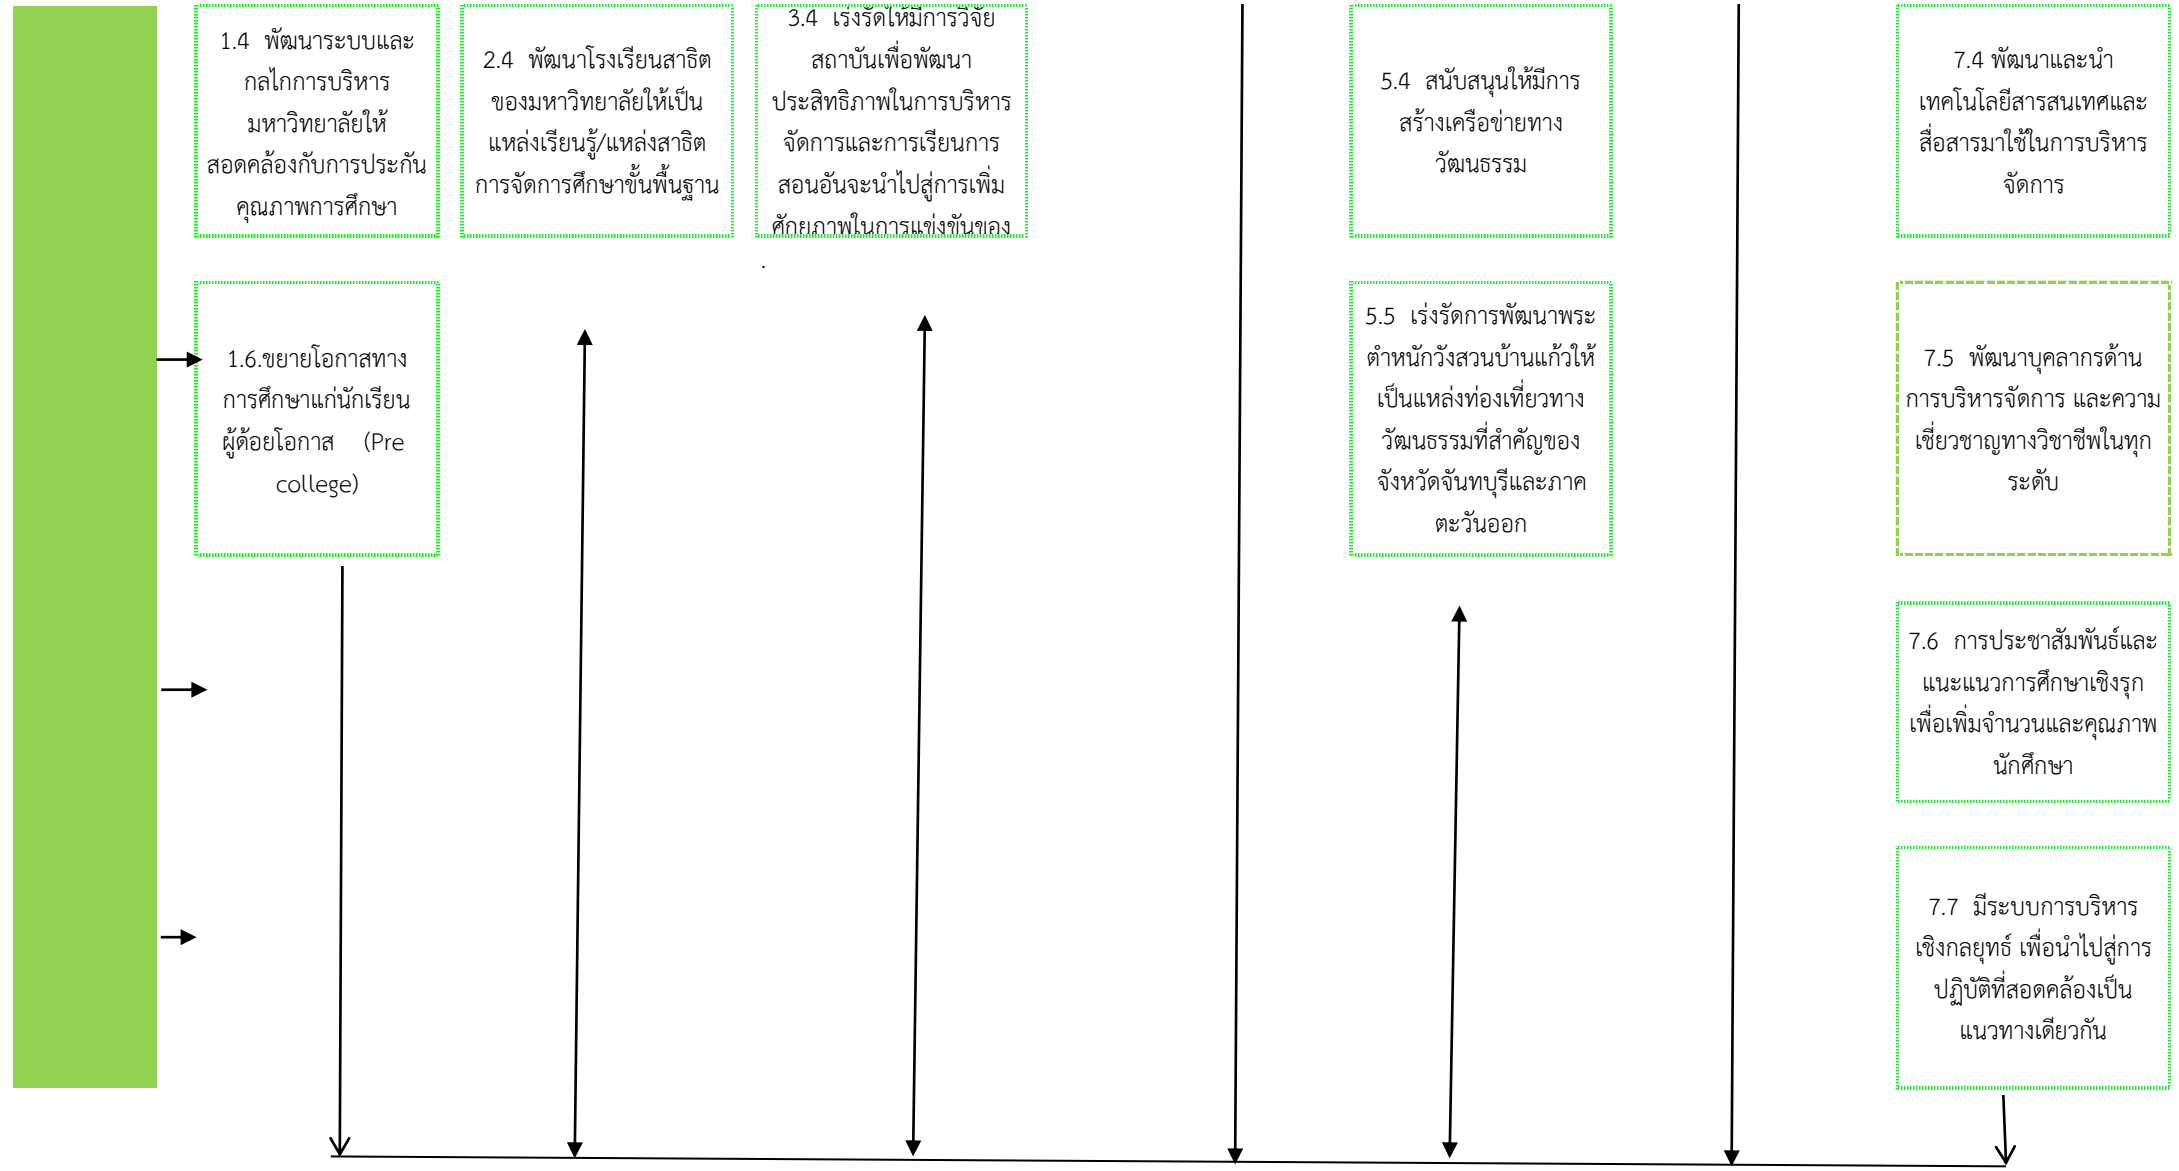 1.4 พัฒนาระบบและ
กลไกการบริหาร
มหาวิทยาลัยให้
สอดคล้องกับการประกัน
คุณภาพการศึกษา
2.4 พัฒนาโรงเรียนสาธิต
ของมหาวิทยาลัยให้เป็น
แหล่งเรียนรู้/แหล่งสาธิต
การจัดการศึกษาขั้นพื้นฐาน
3.4 เร่งรัดให้มีการวิจัย
สถาบันเพื่อพัฒนา
ประสิทธิภาพในการบริหาร
จัดการและการเรียนการ
สอนอันจะนำไปสู่การเพิ่ม
ศักยภาพในการแข่งขันของ
.
5.4 สนับสนุนให้มีการ
สร้างเครือข่ายทาง
วัฒนธรรม
7.4 พัฒนาและนำ
เทคโนโลยีสารสนเทศและ
สื่อสารมาใช้ในการบริหาร
จัดการ
1.6.ขยายโอกาสทาง
การศึกษาแก่นักเรียน
ผู้ด้อยโอกาส (Pre
college)
5.5 เร่งรัดการพัฒนาพระ
ตำหนักวังสวนบ้านแก้วให้
เป็นแหล่งท่องเที่ยวทาง
วัฒนธรรมที่สำคัญของ
จังหวัดจันทบุรีและภาค
ตะวันออก
7.5 พัฒนาบุคลากรด้าน
การบริหารจัดการ และความ
เชี่ยวชาญทางวิชาชีพในทุก
ระดับ
7.6 การประชาสัมพันธ์และ
แนะแนวการศึกษาเชิงรุก
เพื่อเพิ่มจำนวนและคุณภาพ
นักศึกษา
7.7 มีระบบการบริหาร
เชิงกลยุทธ์ เพื่อนำไปสู่การ
ปฏิบัติที่สอดคล้องเป็น
แนวทางเดียวกัน